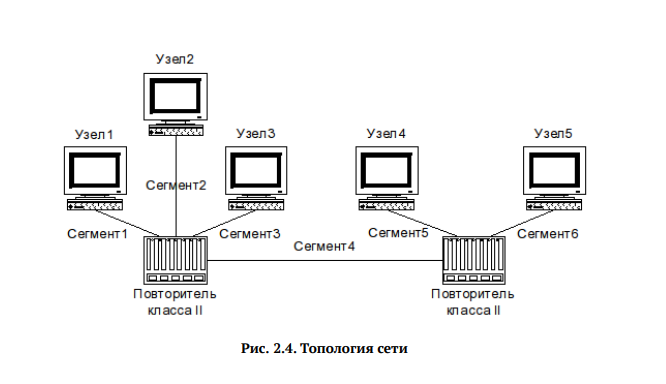 Узел2
Узел1
Узел3
Узел4
Узел5
Сегмент2
Сегмент1
Сегмент3
Сегмент4
Сегмент5
Сегмент6
Повторитель
класса II
Повторитель
класса II
Рис. 2.4. Топология сети